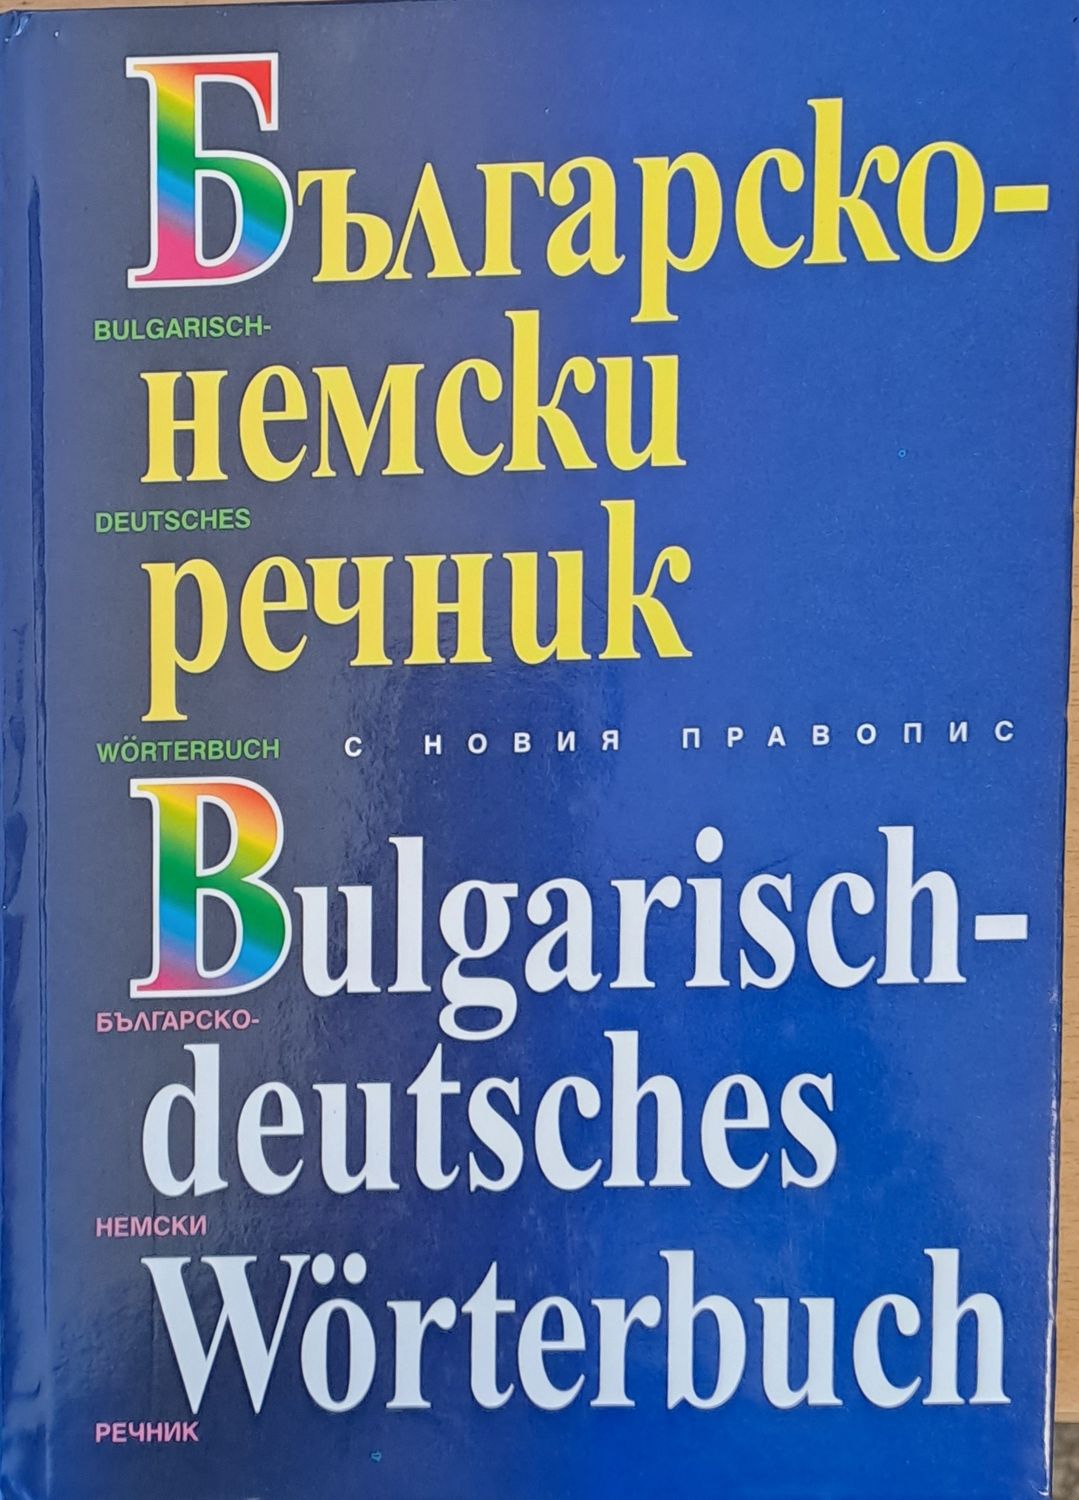 Българско-
BULGARISCH-
немски
DEUTSCHES
речник
WÖRTERBUCH
С НОВИЯ ПРАВОПИС
Bulgarisch-
БЪЛГАРСКО-
deutsches
НЕМСКИ
Wörterbuch
РЕЧНИК